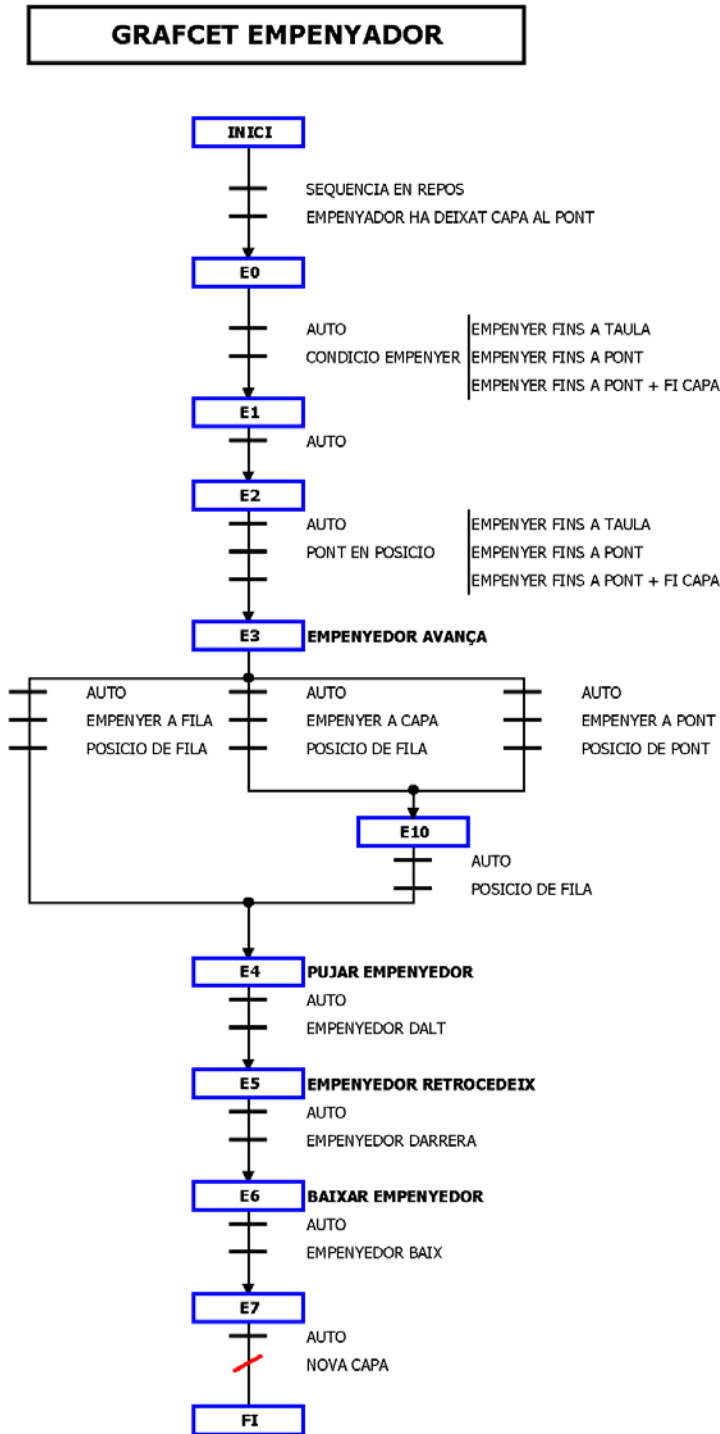 GRAFCET EMPENYADOR
INICI
SEQUENCIA EN REPOS
EMPENYADOR HA DEIXAT CAPA AL PONT
E0
AUTO
EMPENYER FINS A TAULA
CONDICIO EMPENYER
EMPENYER FINS A PONT
EMPENYER FINS A PONT + FI CAPA
E1
AUTO
E2
AUTO
EMPENYER FINS A TAULA
PONT EN POSICIO
EMPENYER FINS A PONT
EMPENYER FINS A PONT + FI CAPA
E3
EMPENYEDOR AVANÇA
AUTO
EMPENYER A FILA
POSICIO DE FILA
AUTO
EMPENYER A CAPA
POSICIO DE FILA
AUTO
EMPENYER A PONT
POSICIO DE PONT
E10
AUTO
POSICIO DE FILA
E4
PUJAR EMPENYEDOR
AUTO
EMPENYEDOR DALT
E5
EMPENYEDOR RETROCEDEIX
AUTO
EMPENYEDOR DARRERA
E6
BAIXAR EMPENYEDOR
AUTO
EMPENYEDOR BAIX
E7
AUTO
NOVA CAPA
FI